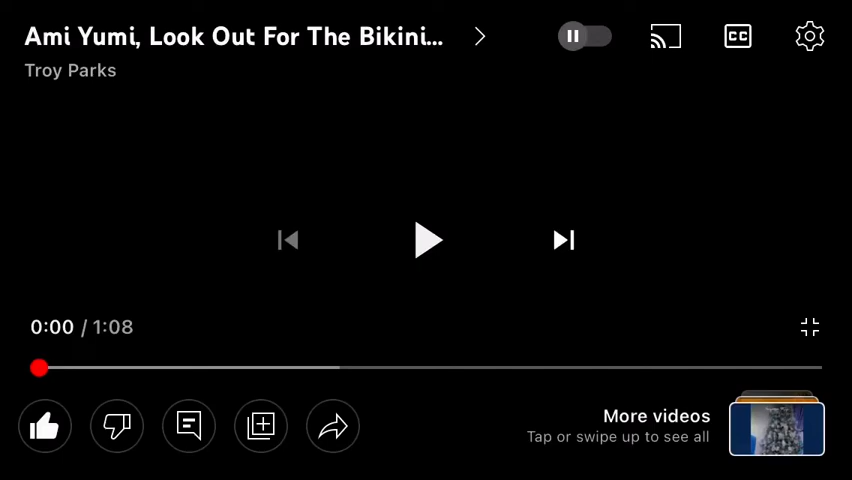 Ami Yumi, Look Out For The Bikini...
Troy Parks
CC
0:00 / 1:08
More videos
Tap or swipe up to see all